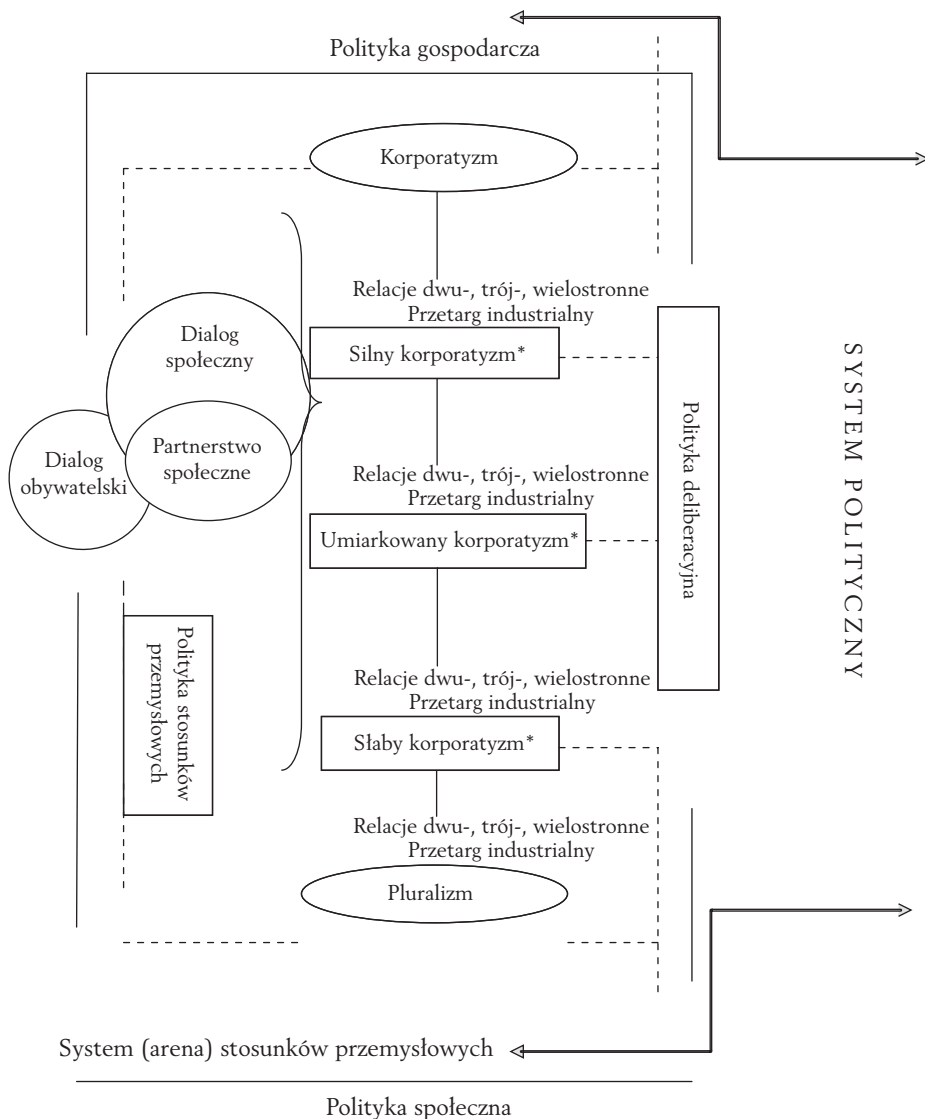 Polityka gospodarcza
Korporatyzm
Relacje dwu-, trój-, wielostronne
Przetarg industrialny
Silny korporatyzm*
Dialog
społeczny
Partnerstwo
społeczne
Dialog
obywatelski
Relacje dwu-, trój-, wielostronne
Przetarg industrialny
Umiarkowany korporatyzm*
Polityka deliberacyjna
SYSTEM POLITYCZNY
Polityka stosunków
przemysłowych
Relacje dwu-, trój-, wielostronne
Przetarg industrialny
Słaby korporatyzm*
Relacje dwu-, trój-, wielostronne
Przetarg industrialny
Pluralizm
System (arena) stosunków przemysłowych
Polityka społeczna